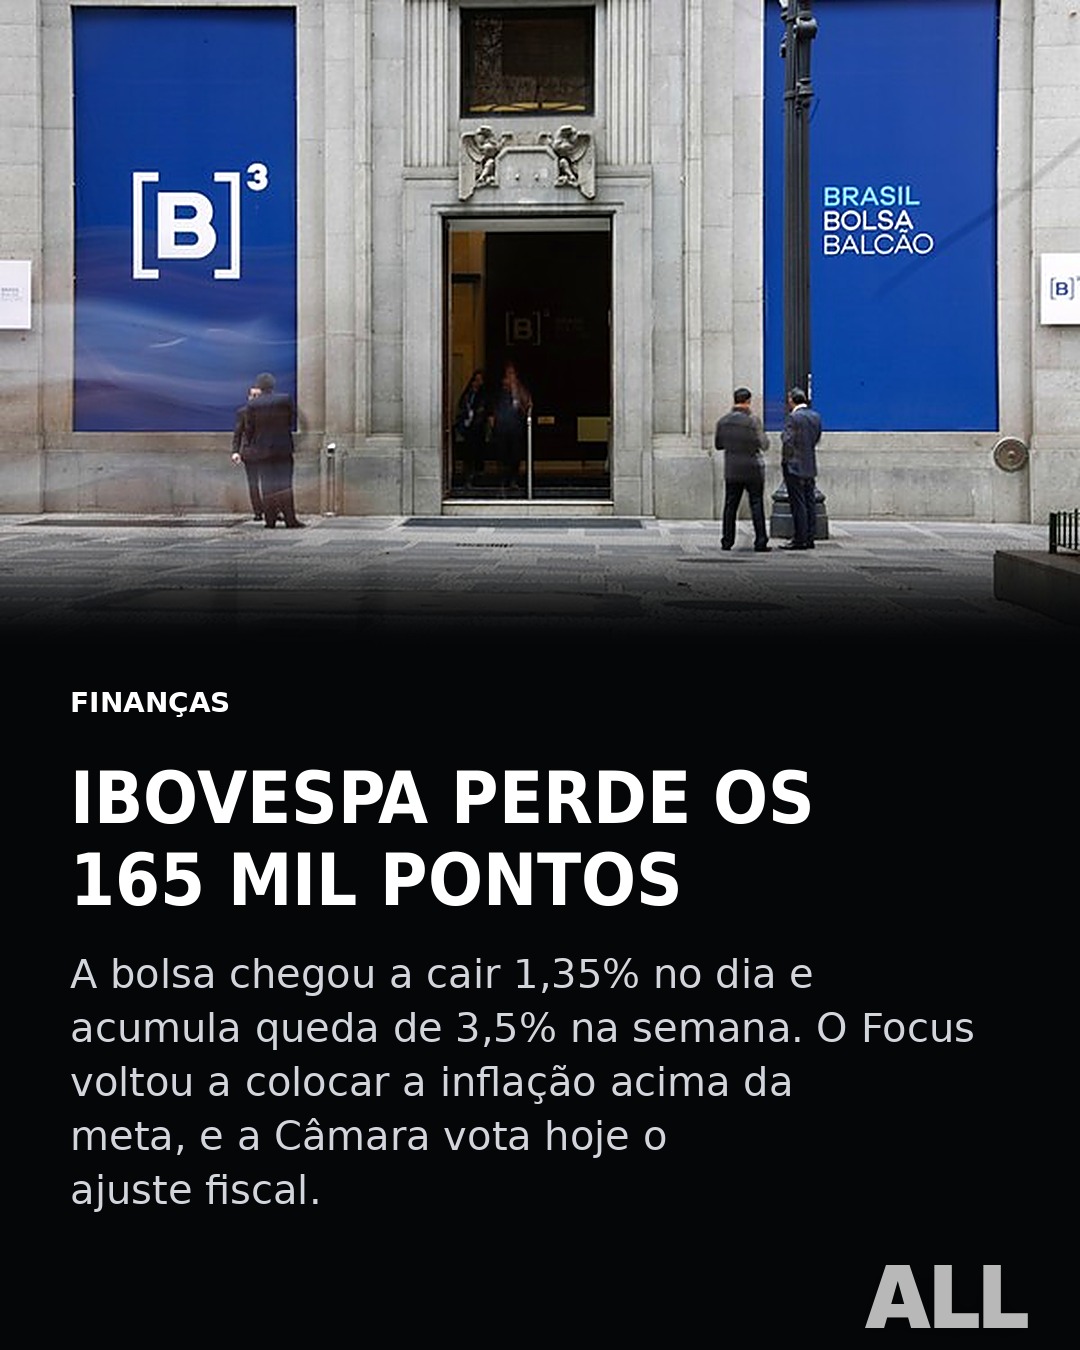 [B]³
BRASIL
BOLSA
BALCÃO
[B]
[B]
FINANÇAS
IBOVESPA PERDE OS
165 MIL PONTOS
A bolsa chegou a cair 1,35% no dia e
acumula queda de 3,5% na semana. O Focus
voltou a colocar a inflação acima da
meta, e a Câmara vota hoje o
ajuste fiscal.
ALL